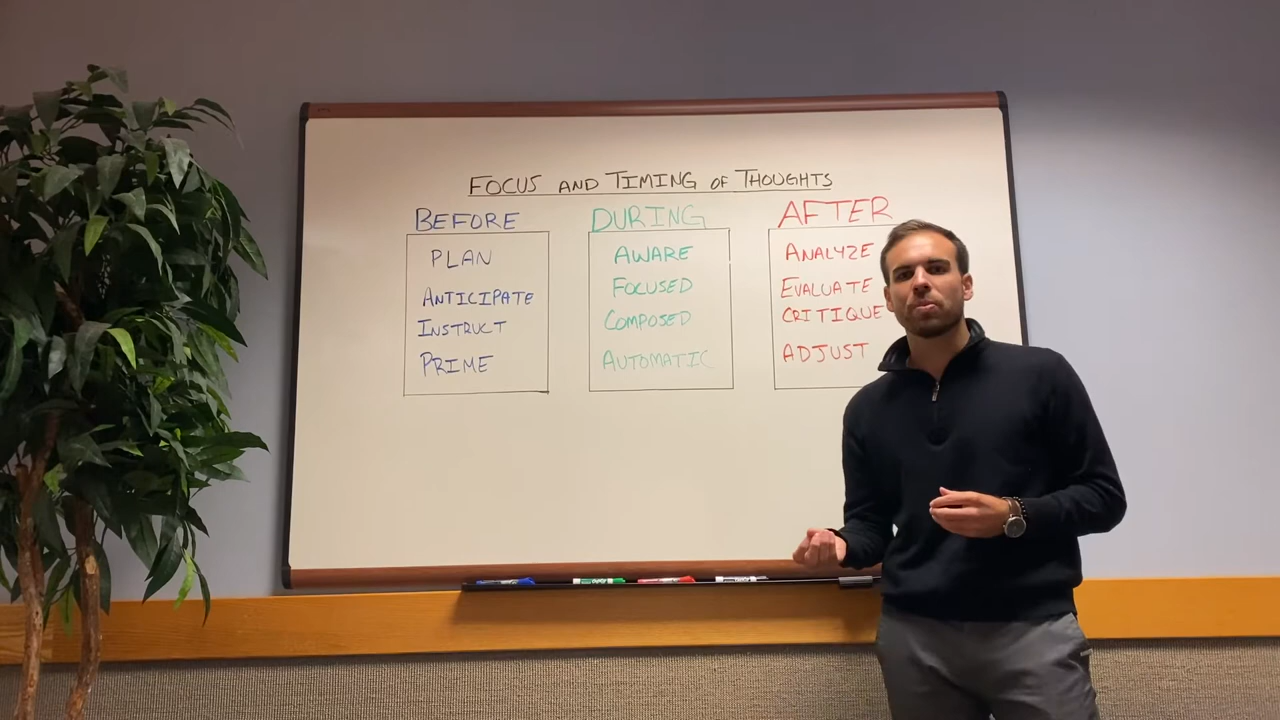 FOCUS AND TIMING OF THOUGHTS
BEFORE
PLAN
ANTICIPATE
INSTRUCT
PRIME
DURING
AWARE
FOCUSED
COMPOSED
AUTOMATIC
AFTER
ANALYZE
EVALUATE
CRITIQUE
ADJUST